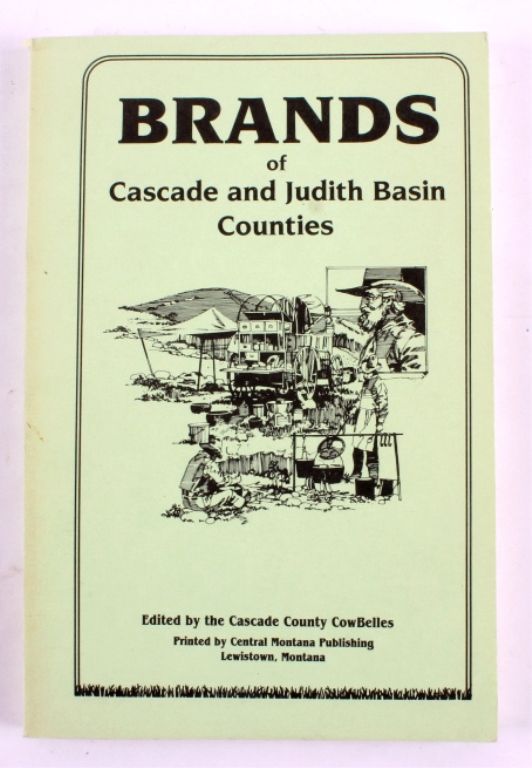 BRANDS
of
Cascade and Judith Basin
Counties
Edited by the Cascade County CowBelles
Printed by Central Montana Publishing
Lewistown, Montana